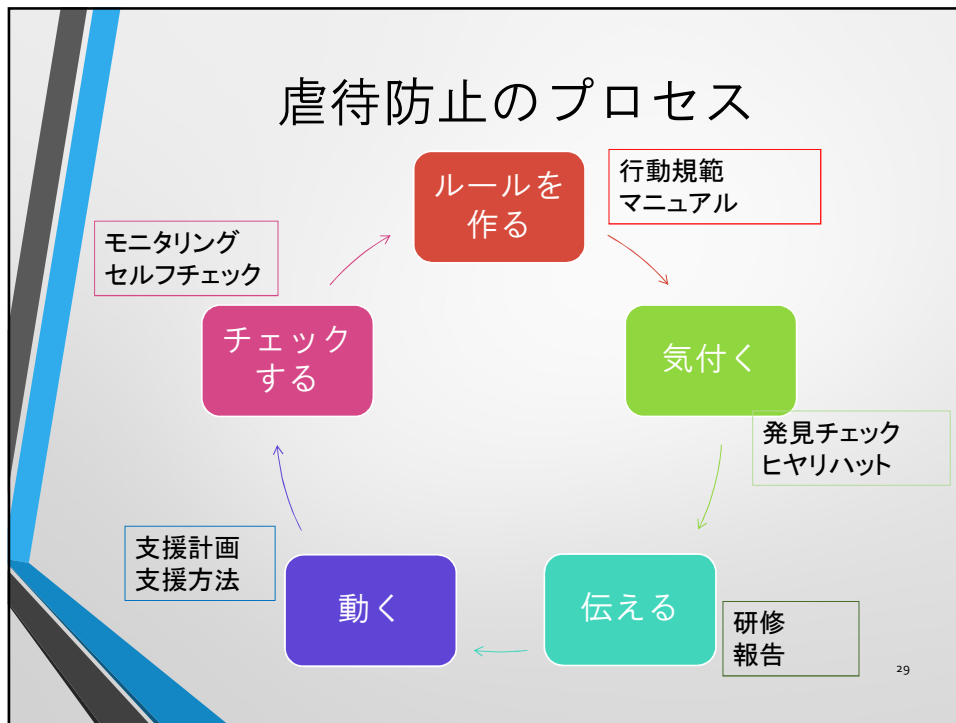 虐待防止のプロセス
ルールを
作る
行動規範
マニュアル
気付く
発見チェック
ヒヤリハット
伝える
研修
報告
動く
支援計画
支援方法
チェック
する
モニタリング
セルフチェック
29